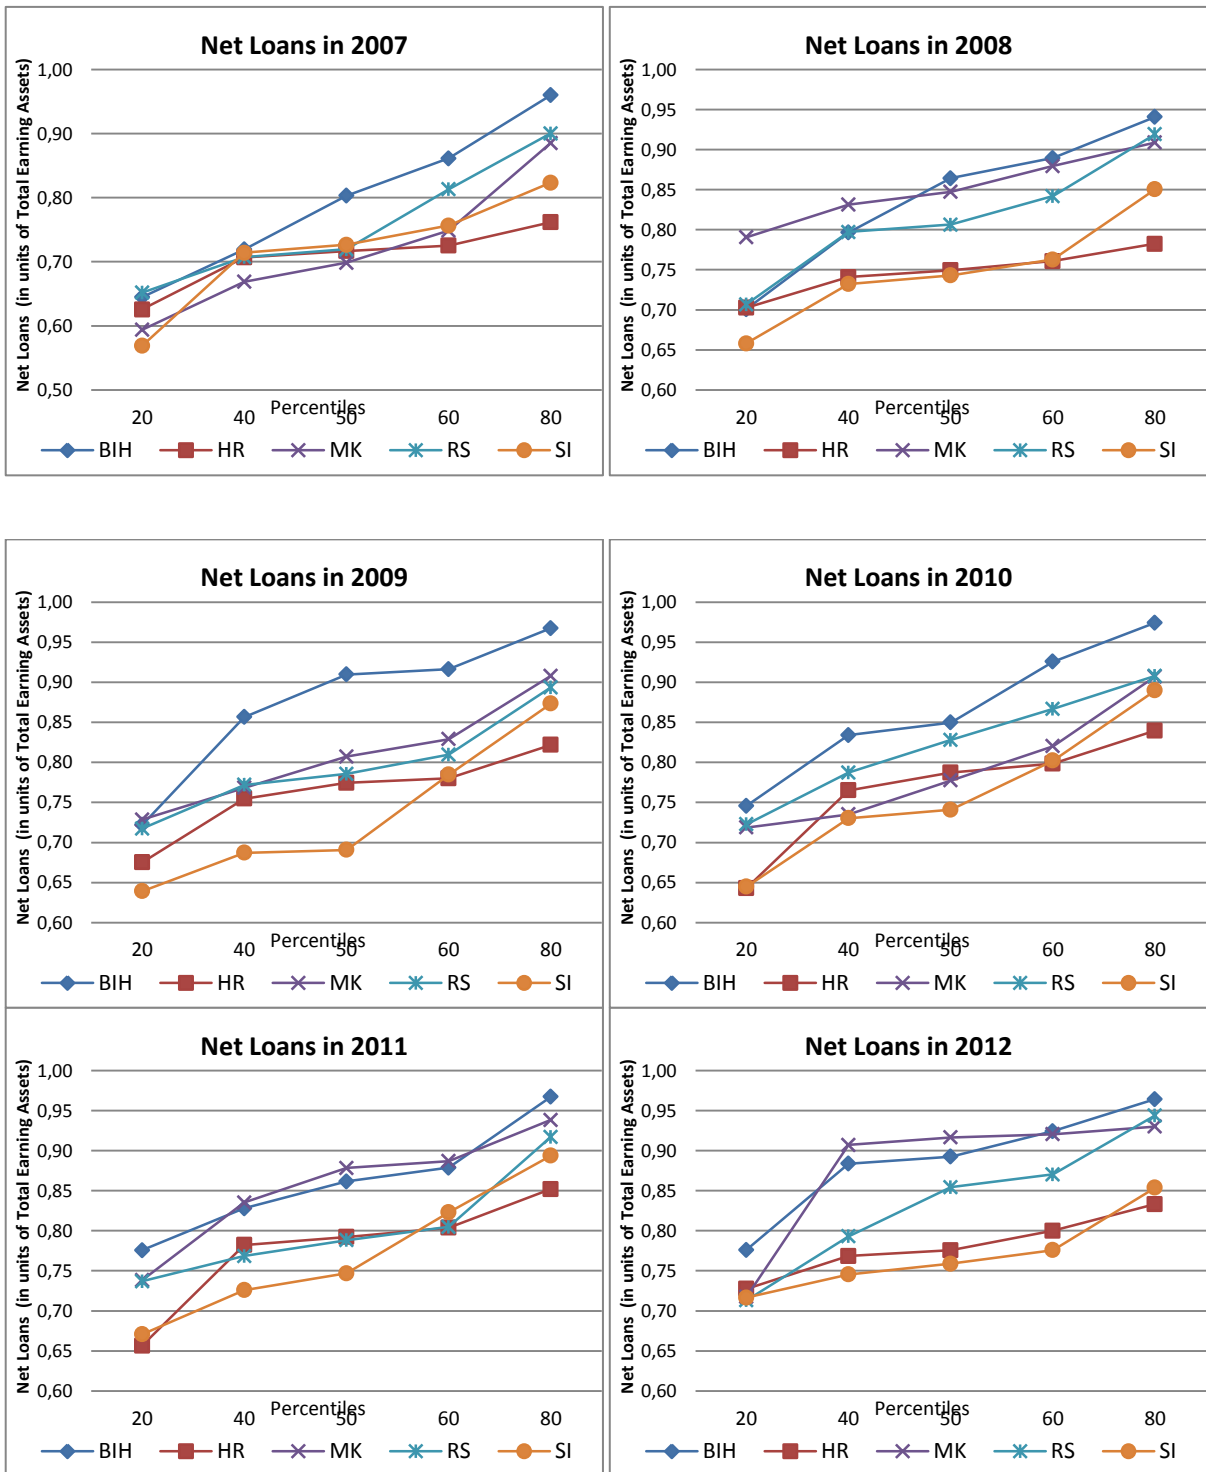 Net Loans in 2007
Net Loans (in units of Total Earning Assets)
1,00
0,90
0,80
0,70
0,60
0,50
20 40 50 60 80
Percentiles
BIH HR MK RS SI
Net Loans in 2008
Net Loans (in units of Total Earning Assets)
1,00
0,95
0,90
0,85
0,80
0,75
0,70
0,65
0,60
20 40 50 60 80
Percentiles
BIH HR MK RS SI
Net Loans in 2009
Net Loans (in units of Total Earning Assets)
1,00
0,95
0,90
0,85
0,80
0,75
0,70
0,65
0,60
20 40 50 60 80
Percentiles
BIH HR MK RS SI
Net Loans in 2010
Net Loans (in units of Total Earning Assets)
1,00
0,95
0,90
0,85
0,80
0,75
0,70
0,65
0,60
20 40 50 60 80
Percentiles
BIH HR MK RS SI
Net Loans in 2011
Net Loans (in units of Total Earning Assets)
1,00
0,95
0,90
0,85
0,80
0,75
0,70
0,65
0,60
20 40 50 60 80
Percentiles
BIH HR MK RS SI
Net Loans in 2012
Net Loans (in units of Total Earning Assets)
1,00
0,95
0,90
0,85
0,80
0,75
0,70
0,65
0,60
20 40 50 60 80
Percentiles
BIH HR MK RS SI